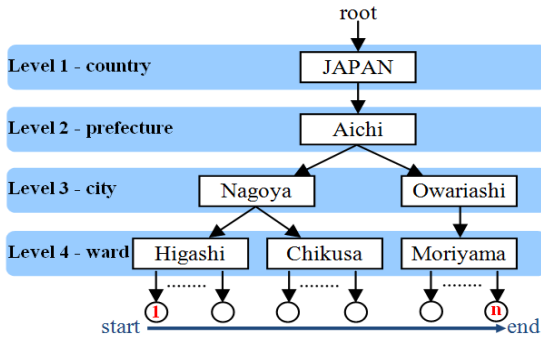 root
Level 1 - country JAPAN
Level 2 - prefecture Aichi
Level 3 - city Nagoya Owariashi
Level 4 - ward Higashi Chikusa Moriyama
........ ........ ........
1 n
start end